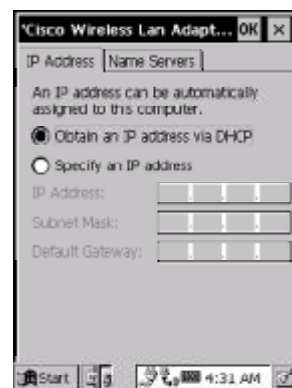 'Cisco Wireless Lan Adapt... OK ×
IP Address Name Servers
An IP address can be automatically
assigned to this computer.
Obtain an IP address via DHCP
Specify an IP address
IP Address:
Subnet Mask:
Default Gateway:
Start 4:31 AM